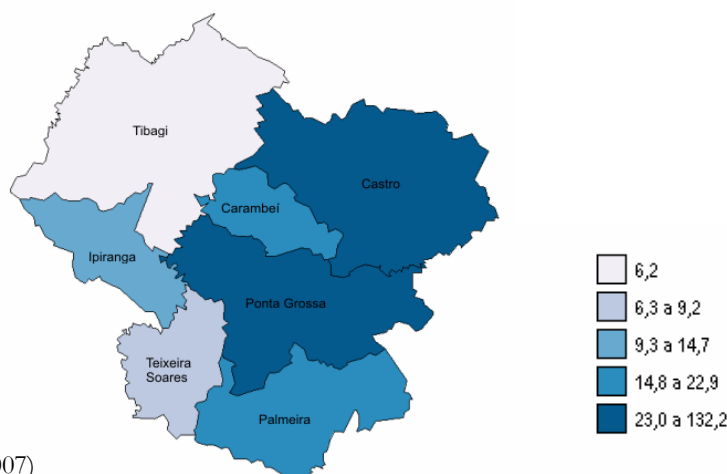 Tibagi
Castro
Carambeí
Ipiranga
Ponta Grossa
Teixeira
Soares
Palmeira
6,2
6,3 a 9,2
9,3 a 14,7
14,8 a 22,9
23,0 a 132,2
007)